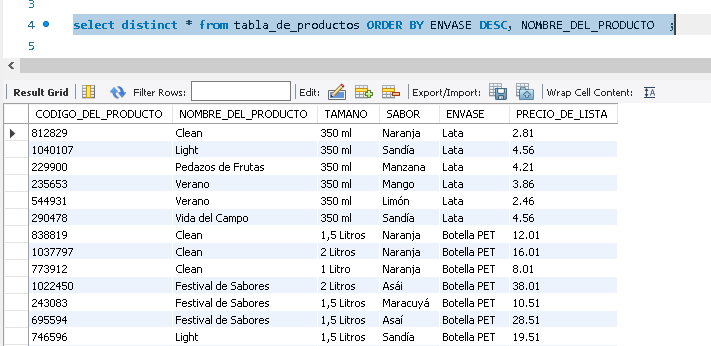 3
4 select distinct * from tabla_de_productos ORDER BY ENVASE DESC, NOMBRE_DEL_PRODUCTO ;
5
Result Grid Filter Rows: Edit: Export/Import: Wrap Cell Content: IA
CODIGO_DEL_PRODUCTO NOMBRE_DEL_PRODUCTO TAMANO SABOR ENVASE PRECIO_DE_LISTA
812829 Clean 350 ml Naranja Lata 2.81
1040107 Light 350 ml Sandía Lata 4.56
229900 Pedazos de Frutas 350 ml Manzana Lata 4.21
235653 Verano 350 ml Mango Lata 3.86
544931 Verano 350 ml Limón Lata 2.46
290478 Vida del Campo 350 ml Sandía Lata 4.56
838819 Clean 1,5 Litros Naranja Botella PET 12.01
1037797 Clean 2 Litros Naranja Botella PET 16.01
773912 Clean 1 Litro Naranja Botella PET 8.01
1022450 Festival de Sabores 2 Litros Asái Botella PET 38.01
243083 Festival de Sabores 1,5 Litros Maracuyá Botella PET 10.51
695594 Festival de Sabores 1,5 Litros Asaí Botella PET 28.51
746596 Light 1,5 Litros Sandía Botella PET 19.51